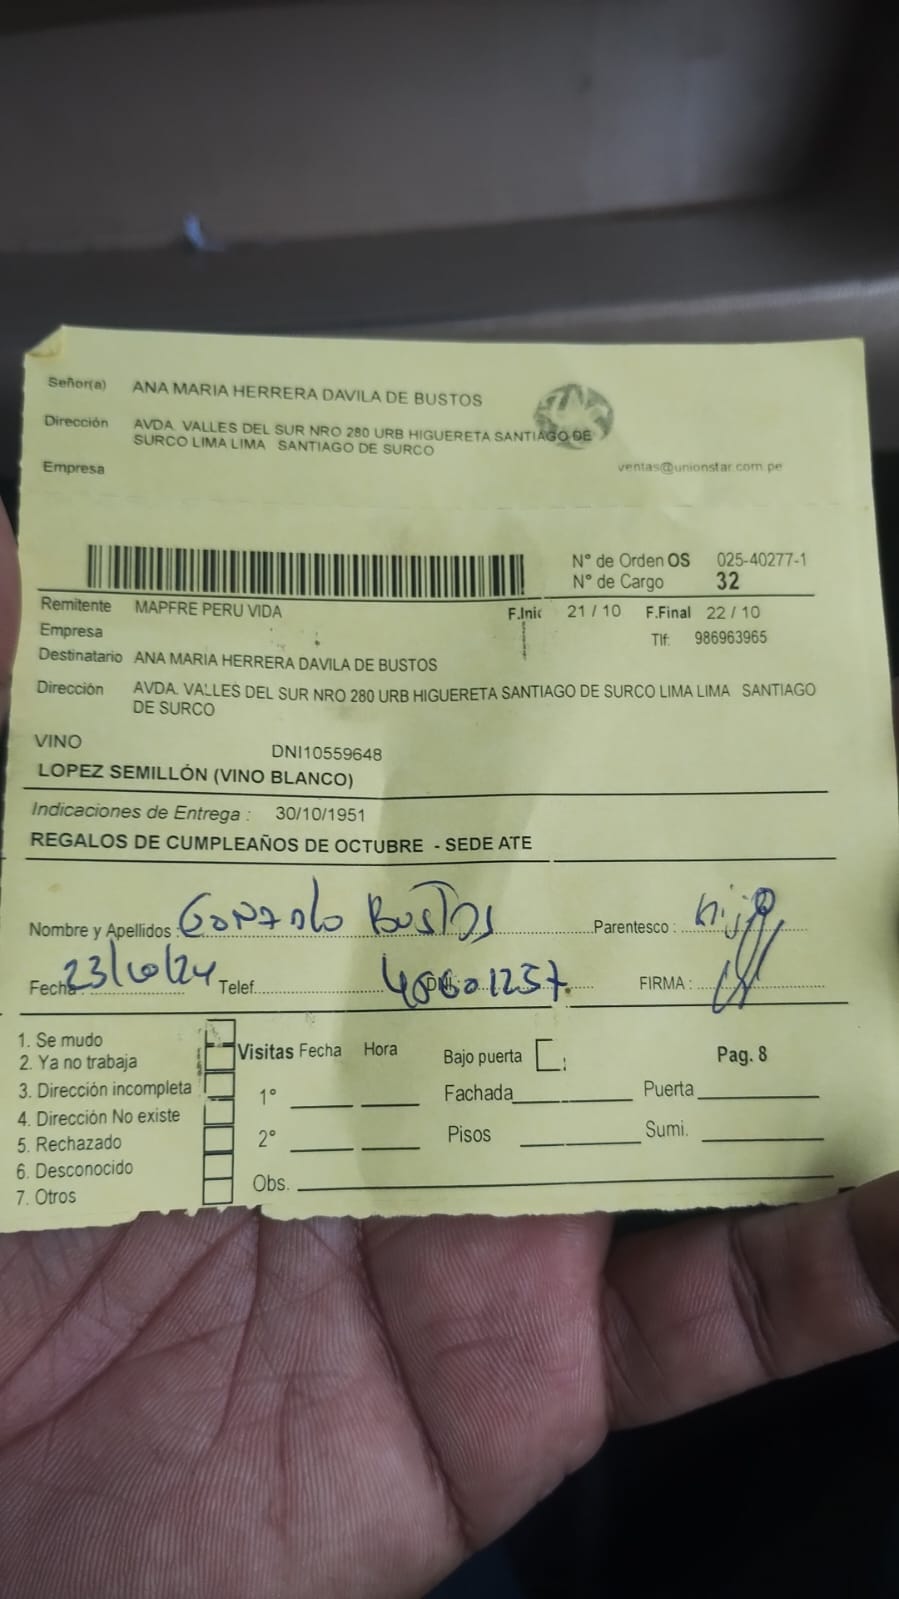 Señor(a) ANA MARIA HERRERA DAVILA DE BUSTOS
Dirección AVDA. VALLES DEL SUR NRO 280 URB HIGUERETA SANTIAGO DE
SURCO LIMA LIMA SANTIAGO DE SURCO
Empresa ventas@unionstar.com.pe
N° de Orden OS 025-40277-1
N° de Cargo 32
Remitente MAPFRE PERU VIDA F.Inic 21 / 10 F.Final 22 / 10
Empresa Tlf: 986963965
Destinatario ANA MARIA HERRERA DAVILA DE BUSTOS
Dirección AVDA. VALLES DEL SUR NRO 280 URB HIGUERETA SANTIAGO DE SURCO LIMA LIMA SANTIAGO
DE SURCO
VINO DNI10559648
LOPEZ SEMILLÓN (VINO BLANCO)
Indicaciones de Entrega : 30/10/1951
REGALOS DE CUMPLEAÑOS DE OCTUBRE - SEDE ATE
Nombre y Apellidos : Gonzalo Bustos Parentesco : hijo
Fecha 23/10/24 Telef. DNI FIRMA :
1. Se mudo
2. Ya no trabaja Visitas Fecha Hora Bajo puerta Pag. 8
3. Dirección incompleta 1° Fachada Puerta
4. Dirección No existe
5. Rechazado 2° Pisos Sumi.
6. Desconocido
7. Otros Obs.